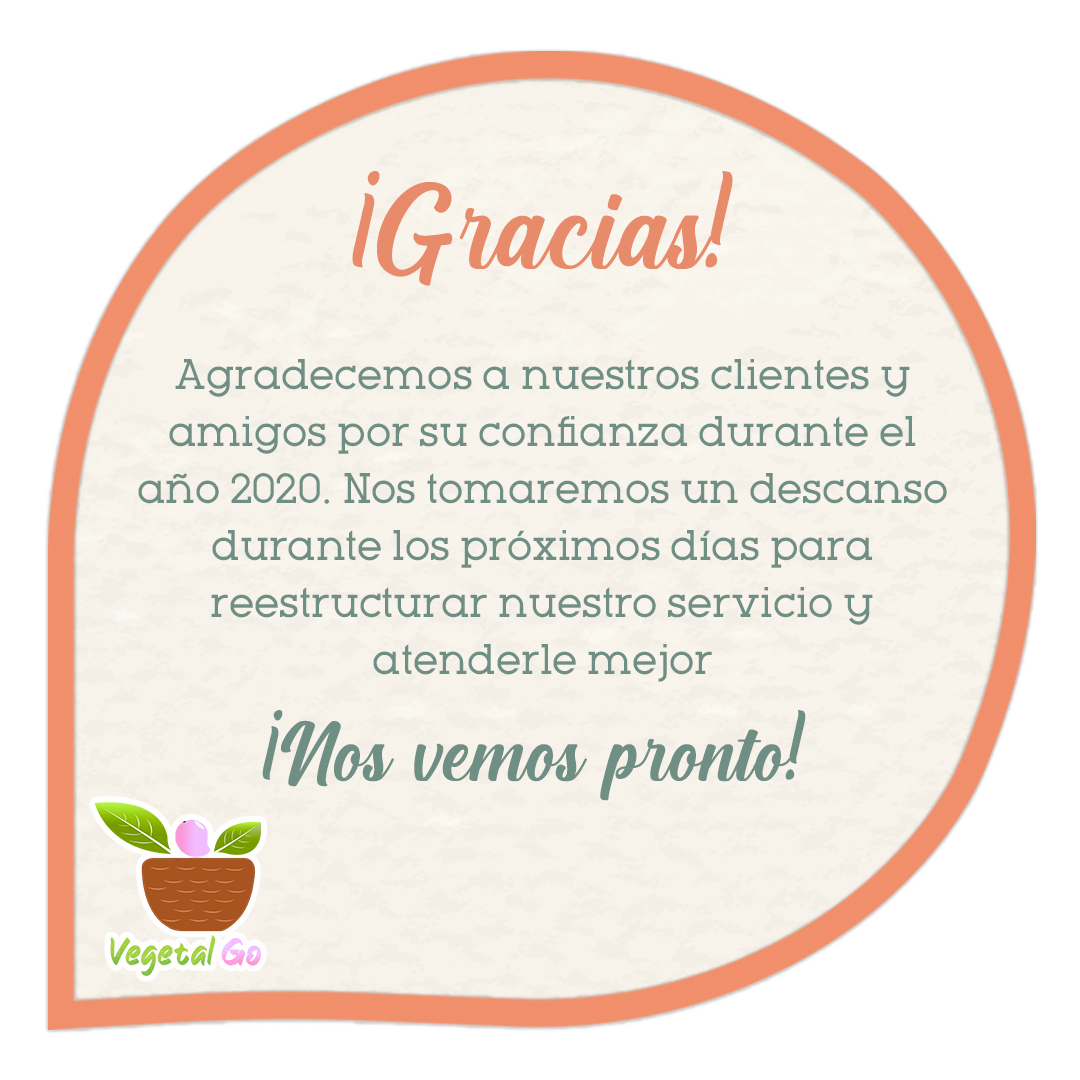 ¡Gracias!
Agradecemos a nuestros clientes y
amigos por su confianza durante el
año 2020. Nos tomaremos un descanso
durante los próximos días para
reestructurar nuestro servicio y
atenderle mejor
¡Nos vemos pronto!
Vegetal Go